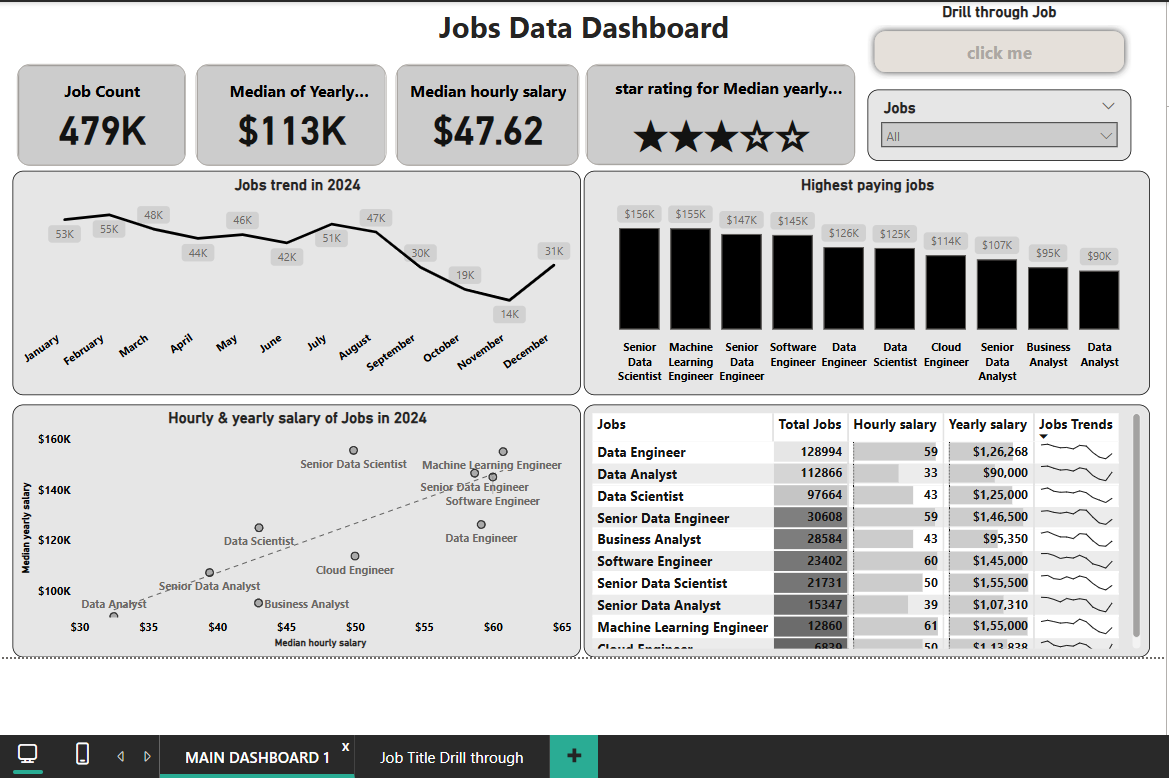 Jobs Data Dashboard
Drill through Job
click me
Job Count
479K
Median of Yearly...
$113K
Median hourly salary
$47.62
star rating for Median yearly...
★★★☆☆
Jobs
All
Jobs trend in 2024
53K
55K
48K
44K
46K
42K
51K
47K
30K
19K
14K
31K
January
February
March
April
May
June
July
August
September
October
November
December
Highest paying jobs
$156K
$155K
$147K
$145K
$126K
$125K
$114K
$107K
$95K
$90K
Senior
Data
Scientist
Machine
Learning
Engineer
Senior
Data
Engineer
Software
Engineer
Data
Engineer
Data
Scientist
Cloud
Engineer
Senior
Data
Analyst
Business
Analyst
Data
Analyst
Hourly & yearly salary of Jobs in 2024
Median yearly salary
$160K
$140K
$120K
$100K
Senior Data Scientist
Machine Learning Engineer
Senior Data Engineer
Software Engineer
Data Scientist
Data Engineer
Cloud Engineer
Senior Data Analyst
Data Analyst
Business Analyst
$30 $35 $40 $45 $50 $55 $60 $65
Median hourly salary
Jobs Total Jobs Hourly salary Yearly salary Jobs Trends
Data Engineer 128994 59 $1,26,268
Data Analyst 112866 33 $90,000
Data Scientist 97664 43 $1,25,000
Senior Data Engineer 30608 59 $1,46,500
Business Analyst 28584 43 $95,350
Software Engineer 23402 60 $1,45,000
Senior Data Scientist 21731 50 $1,55,500
Senior Data Analyst 15347 39 $1,07,310
Machine Learning Engineer 12860 61 $1,55,000
Cloud Engineer 6839 50 $1,13,838
MAIN DASHBOARD 1 x
Job Title Drill through
+